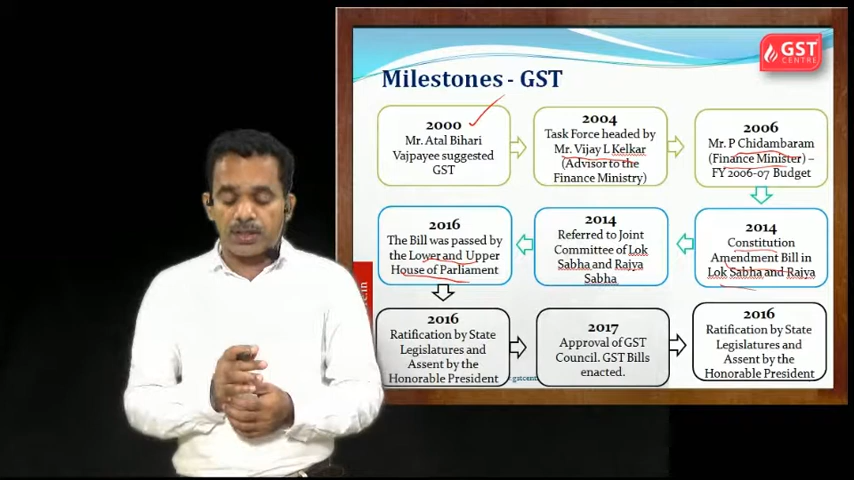 Milestones - GST
GST
CENTRE
2000
Mr. Atal Bihari
Vajpayee suggested
GST
2004
Task Force headed by
Mr. Vijay L Kelkar
(Advisor to the
Finance Ministry)
2006
Mr. P Chidambaram
(Finance Minister) –
FY 2006-07 Budget
2014
Constitution
Amendment Bill in
Lok Sabha and Rajya
2014
Referred to Joint
Committee of Lok
Sabha and Rajya
Sabha
2016
The Bill was passed by
the Lower and Upper
House of Parliament
2016
Ratification by State
Legislatures and
Assent by the
Honorable President
2017
Approval of GST
Council. GST Bills
enacted.
2016
Ratification by State
Legislatures and
Assent by the
Honorable President